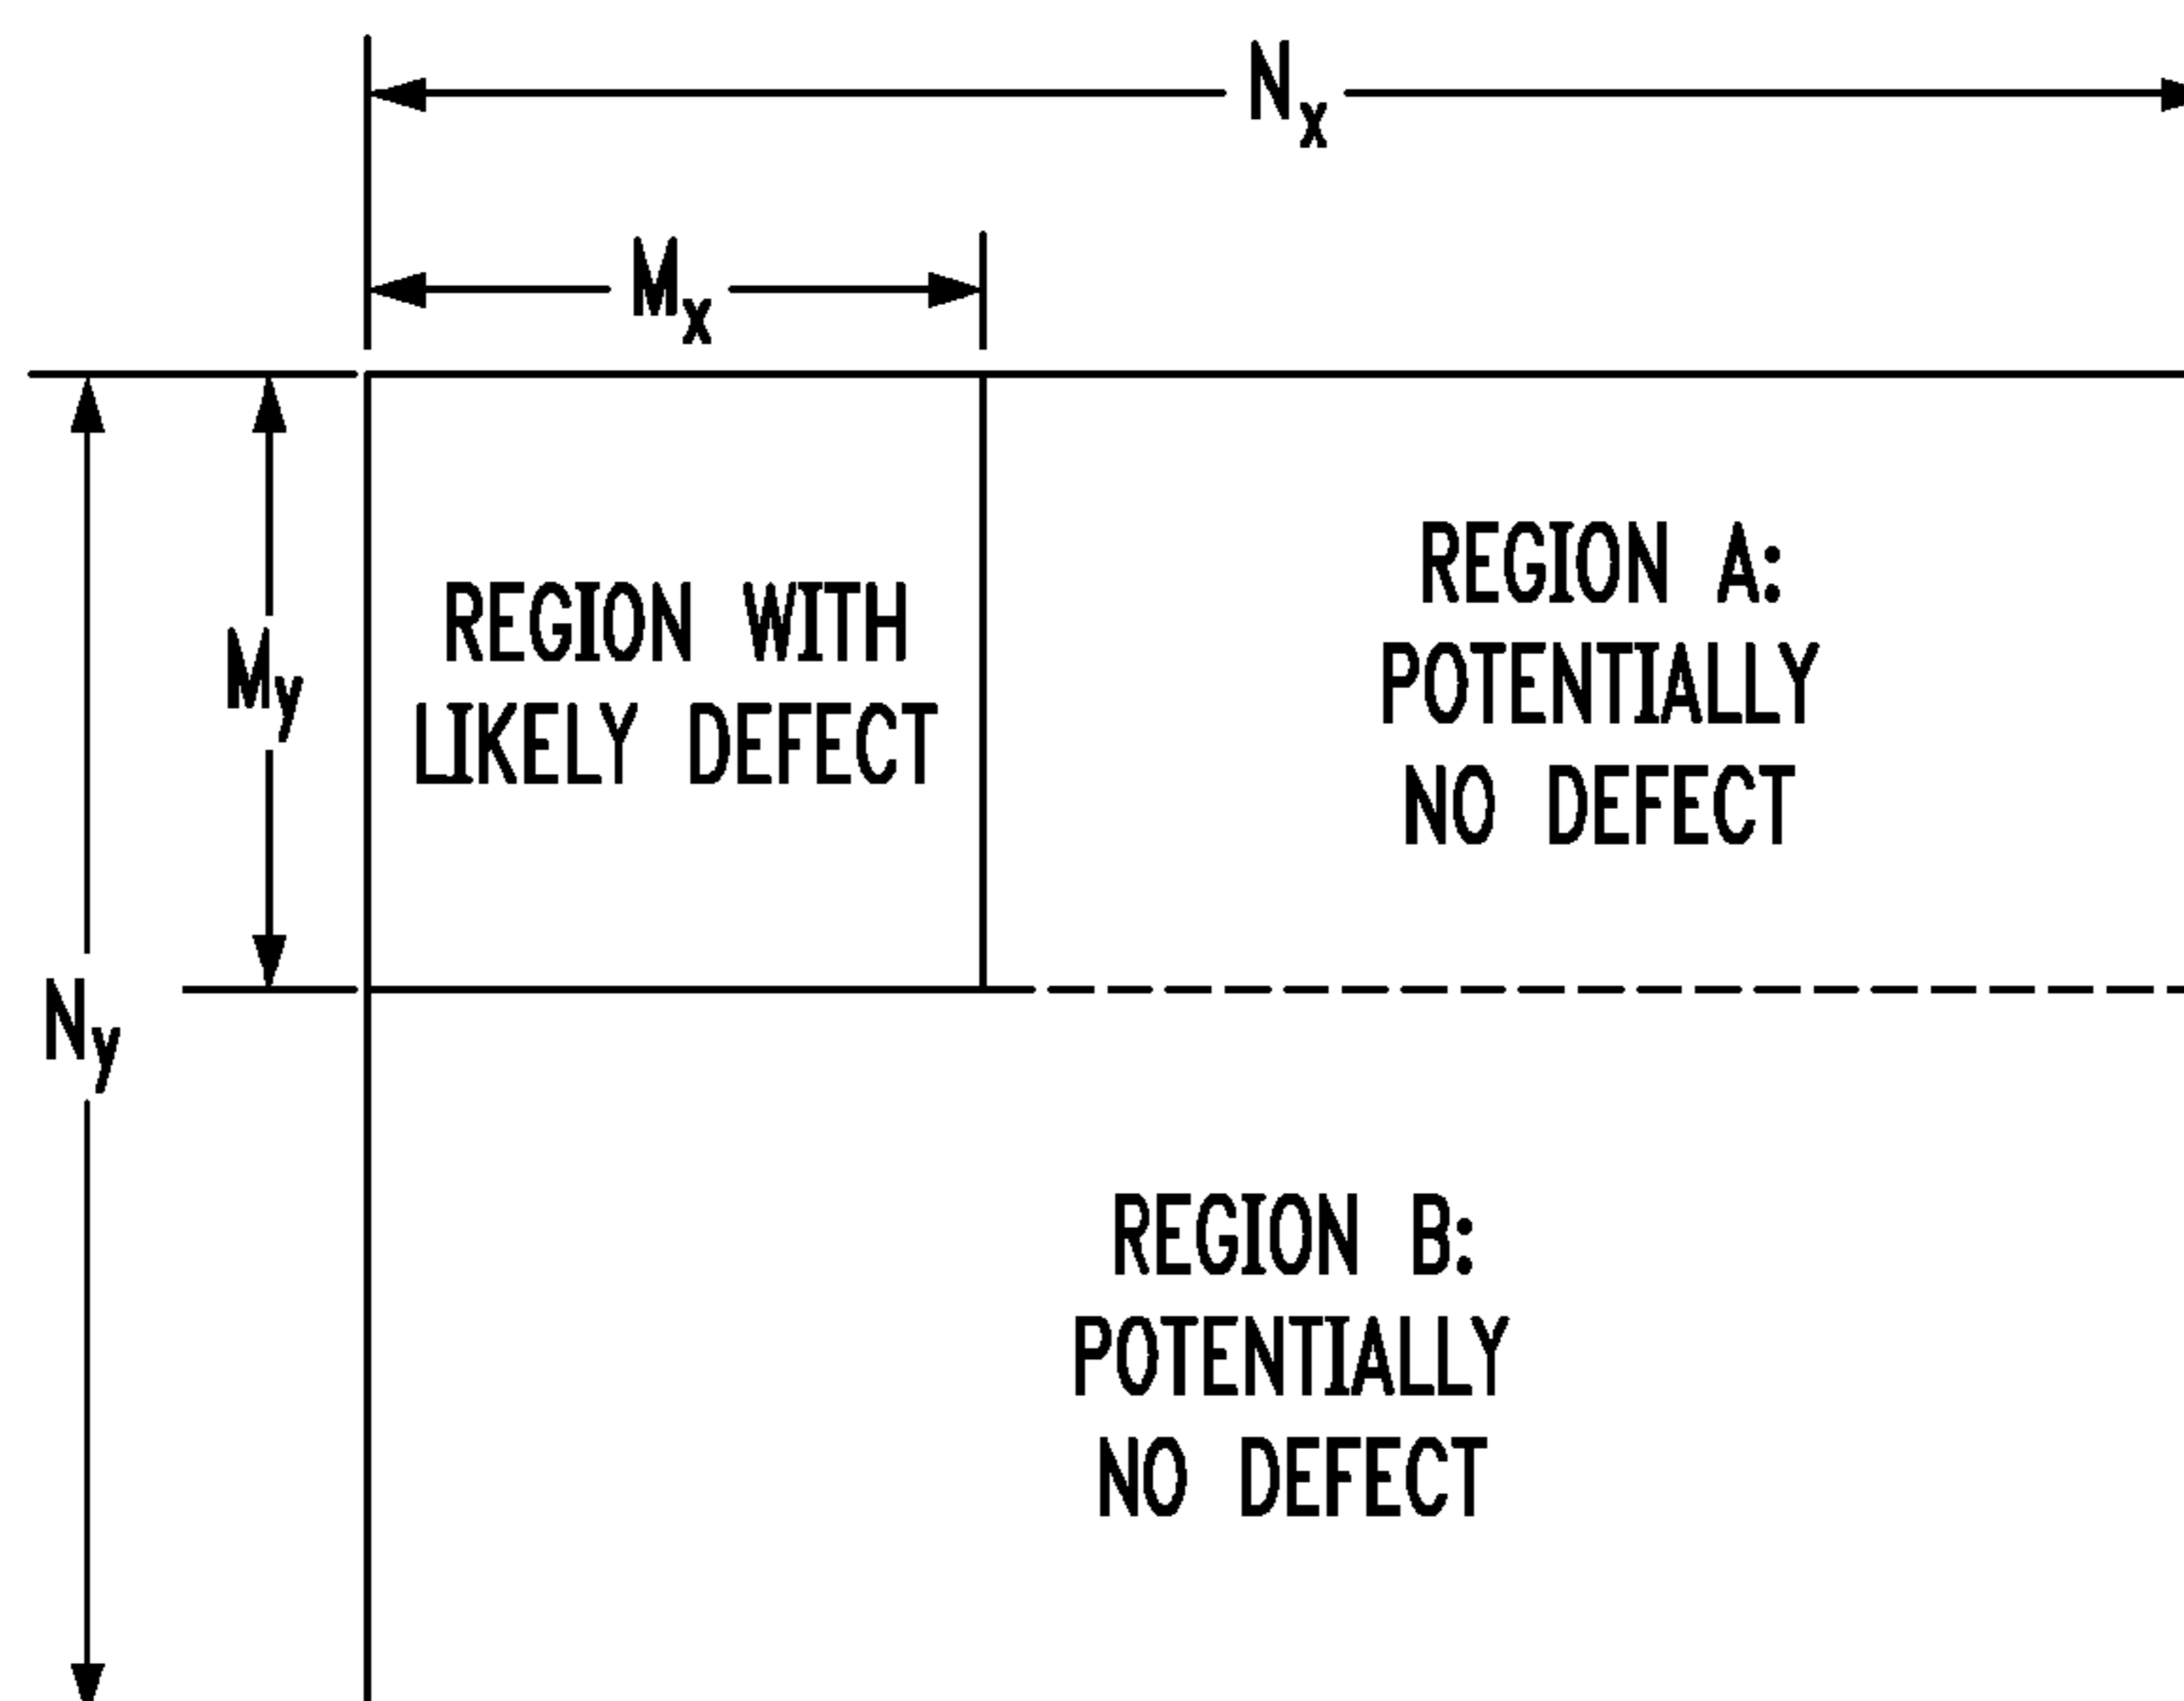 Nx
Mx
REGION WITH
LIKELY DEFECT
My
REGION A:
POTENTIALLY
NO DEFECT
Ny
REGION B:
POTENTIALLY
NO DEFECT